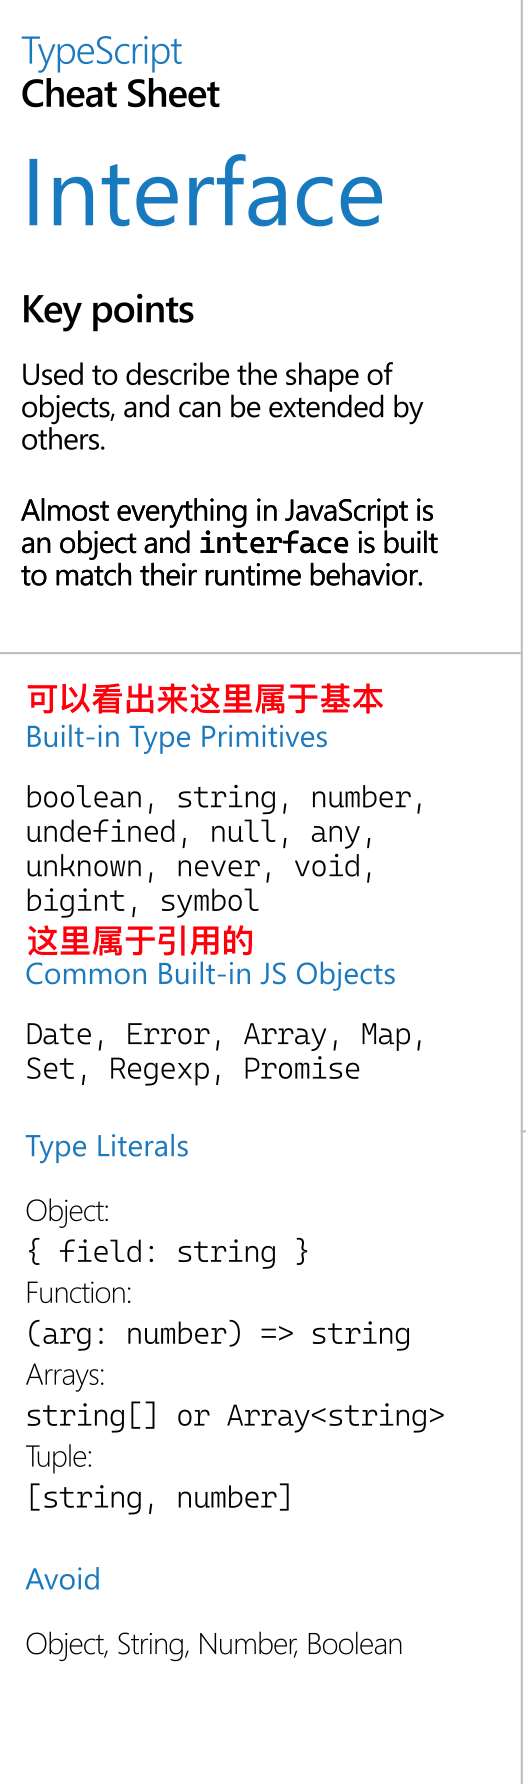 TypeScript
Cheat Sheet
Interface
Key points
Used to describe the shape of
objects, and can be extended by
others.
Almost everything in JavaScript is
an object and interface is built
to match their runtime behavior.
可以看出来这里属于基本
Built-in Type Primitives
boolean, string, number,
undefined, null, any,
unknown, never, void,
bigint, symbol
这里属于引用的
Common Built-in JS Objects
Date, Error, Array, Map,
Set, Regexp, Promise
Type Literals
Object:
{ field: string }
Function:
(arg: number) => string
Arrays:
string[] or Array<string>
Tuple:
[string, number]
Avoid
Object, String, Number, Boolean